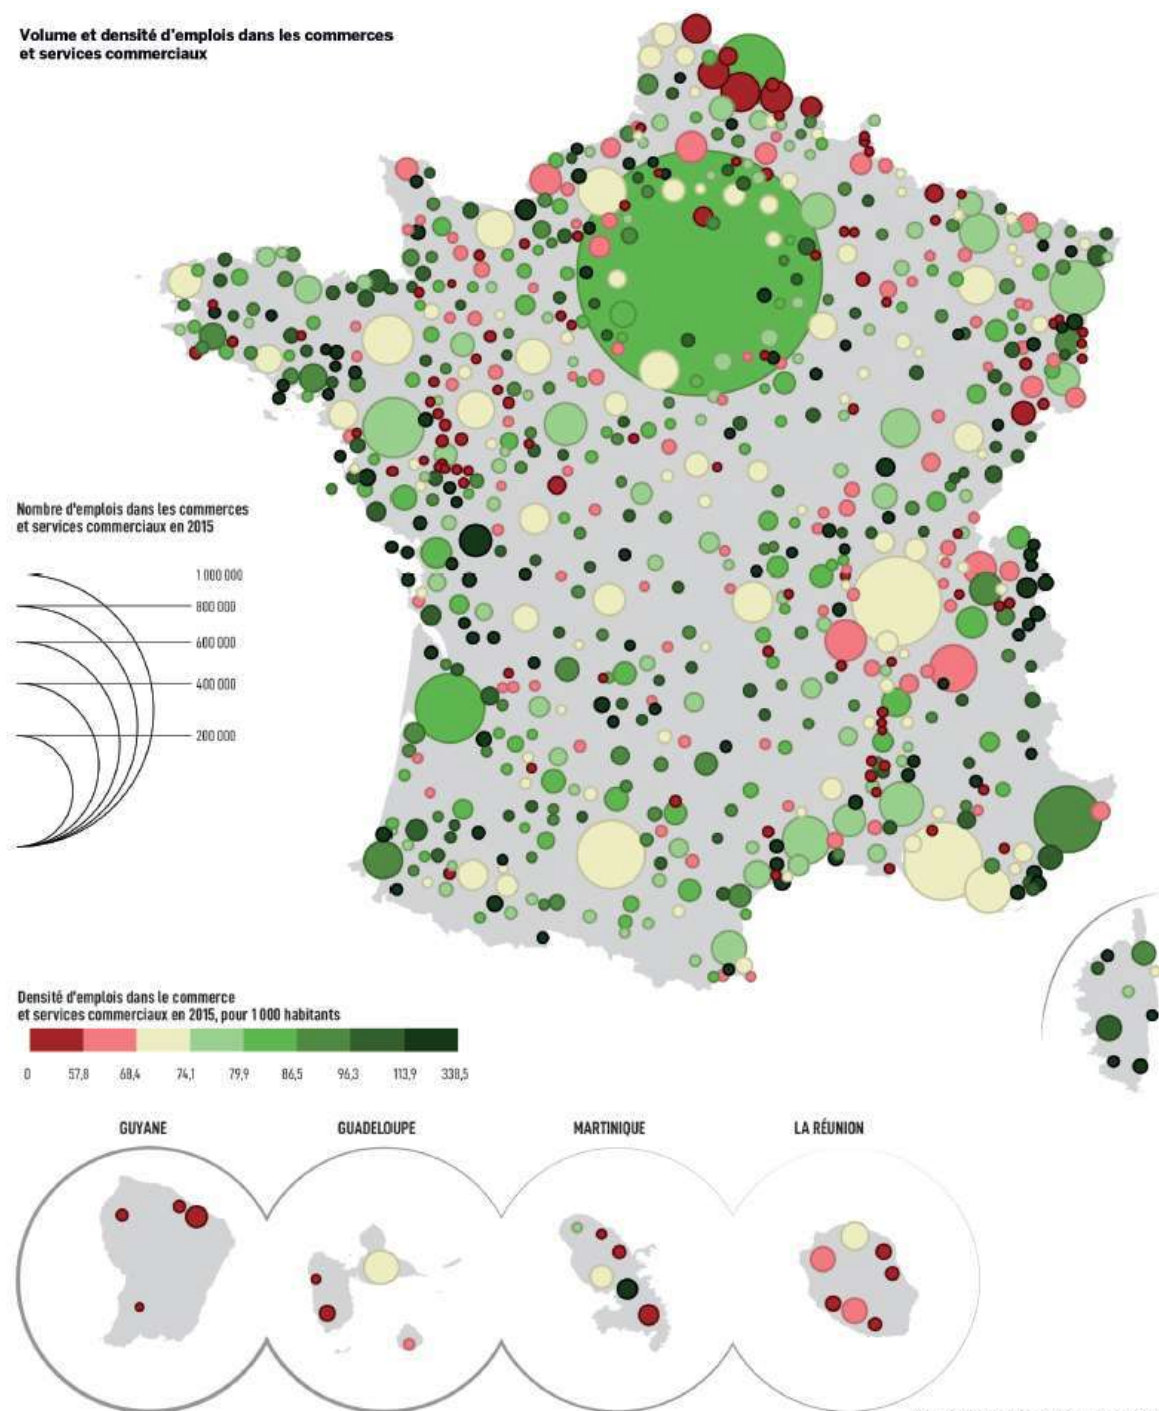 Volume et densité d'emplois dans les commerces
et services commerciaux
Nombre d'emplois dans les commerces
et services commerciaux en 2015
1 000 000
800 000
600 000
400 000
200 000
Densité d'emplois dans le commerce
et services commerciaux en 2015, pour 1 000 habitants
0 57,8 68,4 74,1 79,9 86,5 96,3 113,9 338,5
GUYANE GUADELOUPE MARTINIQUE LA RÉUNION